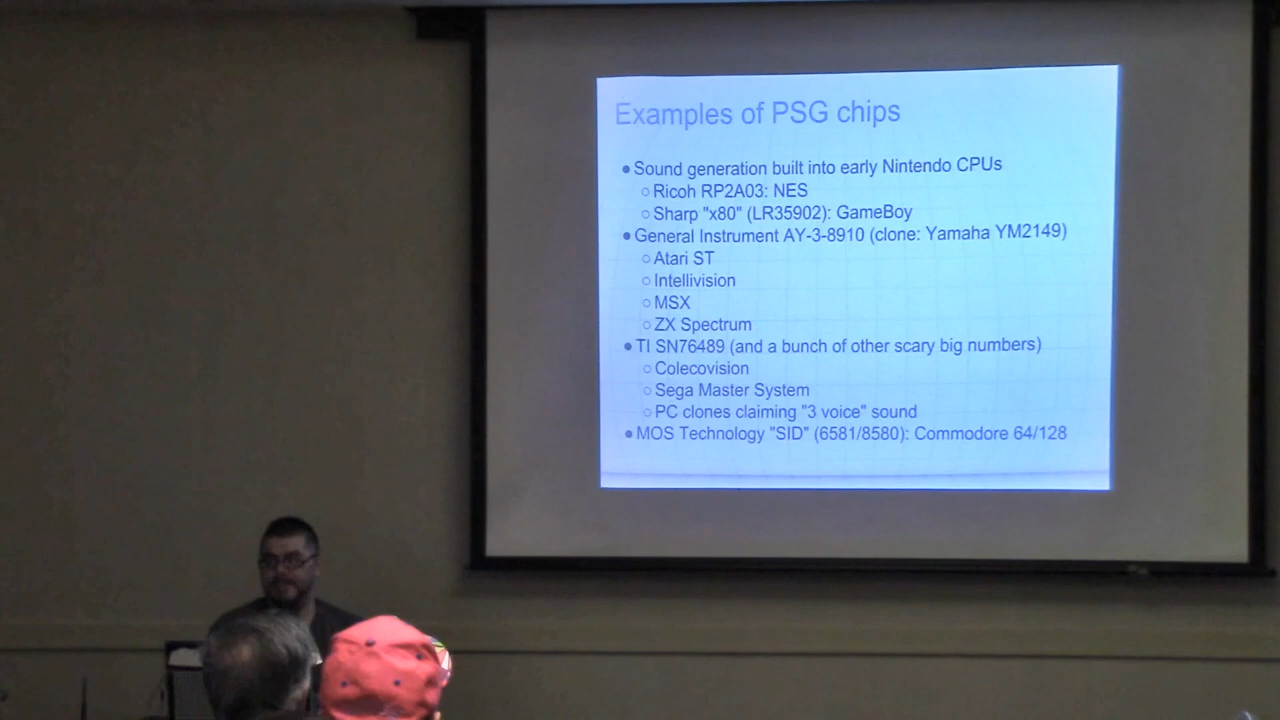 Examples of PSG chips
● Sound generation built into early Nintendo CPUs
○ Ricoh RP2A03: NES
○ Sharp "x80" (LR35902): GameBoy
● General Instrument AY-3-8910 (clone: Yamaha YM2149)
○ Atari ST
○ Intellivision
○ MSX
○ ZX Spectrum
● TI SN76489 (and a bunch of other scary big numbers)
○ Colecovision
○ Sega Master System
○ PC clones claiming "3 voice" sound
● MOS Technology "SID" (6581/8580): Commodore 64/128